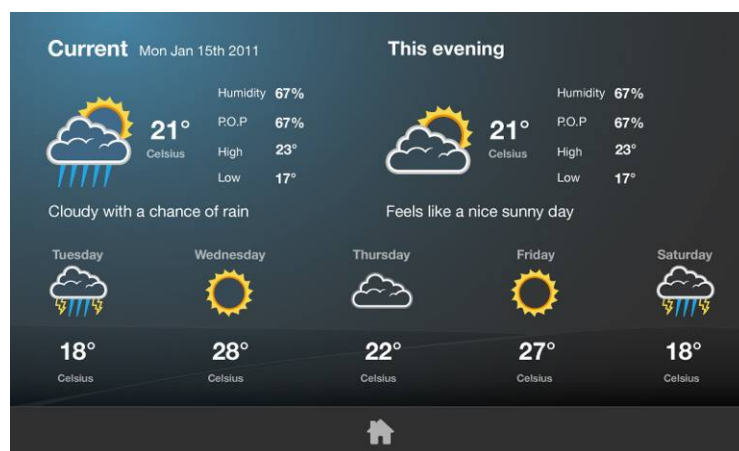 Current Mon Jan 15th 2011
Humidity 67%
P.O.P 67%
21°
Celsius
High 23°
Low 17°
Cloudy with a chance of rain
This evening
Humidity 67%
P.O.P 67%
21°
Celsius
High 23°
Low 17°
Feels like a nice sunny day
Tuesday Wednesday Thursday Friday Saturday
18° 28° 22° 27° 18°
Celsius Celsius Celsius Celsius Celsius